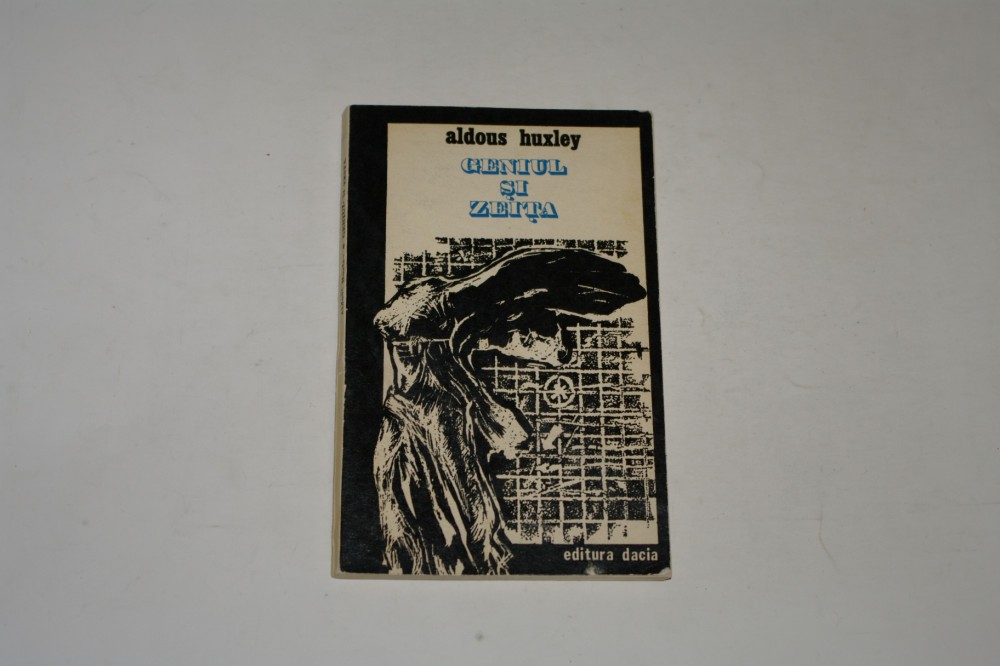 aldous huxley
GENIUL
ȘI
ZEIȚA
editura dacia